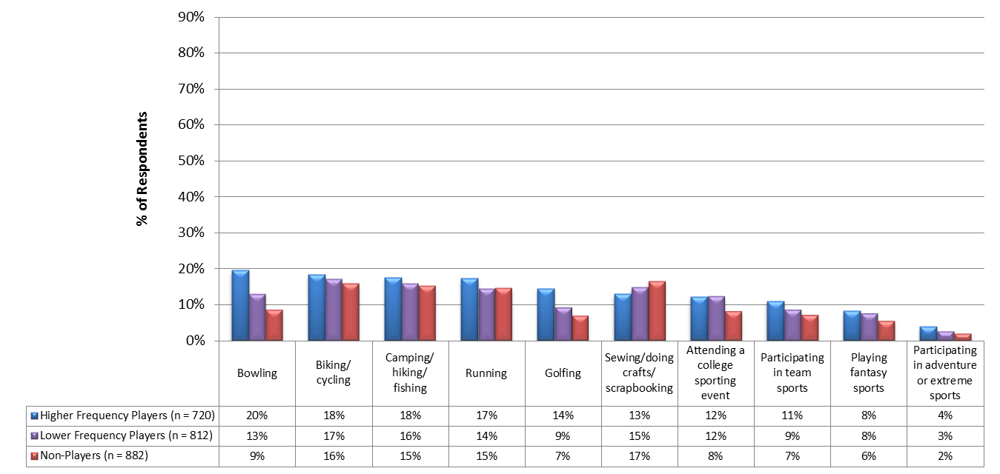 90%
80%
70%
60%
50%
40%
30%
20%
10%
0%
% of Respondents
Bowling
Biking/
cycling
Camping/
hiking/
fishing
Running
Golfing
Sewing/doing
crafts/
scrapbooking
Attending a
college
sporting
event
Participating
in team
sports
Playing
fantasy
sports
Participating
in adventure
or extreme
sports
Higher Frequency Players (n = 720) 20% 18% 18% 17% 14% 13% 12% 11% 8% 4%
Lower Frequency Players (n = 812) 13% 17% 16% 14% 9% 15% 12% 9% 8% 3%
Non-Players (n = 882) 9% 16% 15% 15% 7% 17% 8% 7% 6% 2%